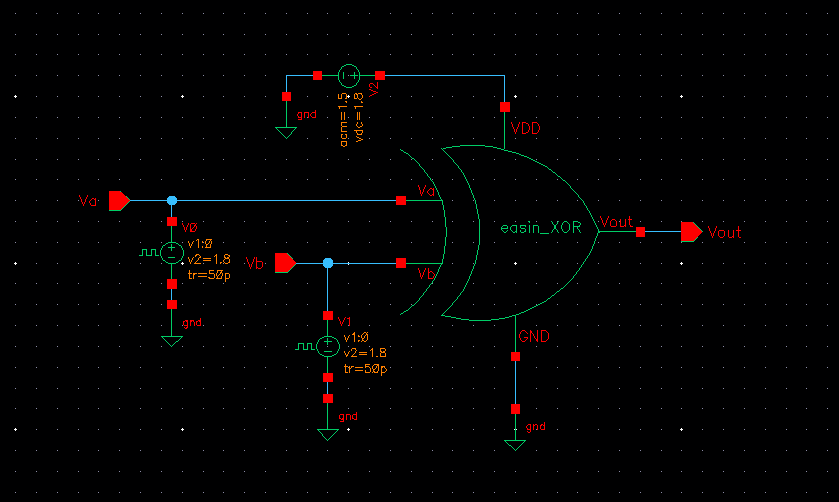 V2
acm=1.5
vdc=1.8
gnd
VDD
Va
Va
V0
v1:0
v2=1.8
tr=50p
gnd
easin_XOR
Vout
Vout
Vb
Vb
V1
v1:0
v2=1.8
tr=50p
gnd
GND
gnd